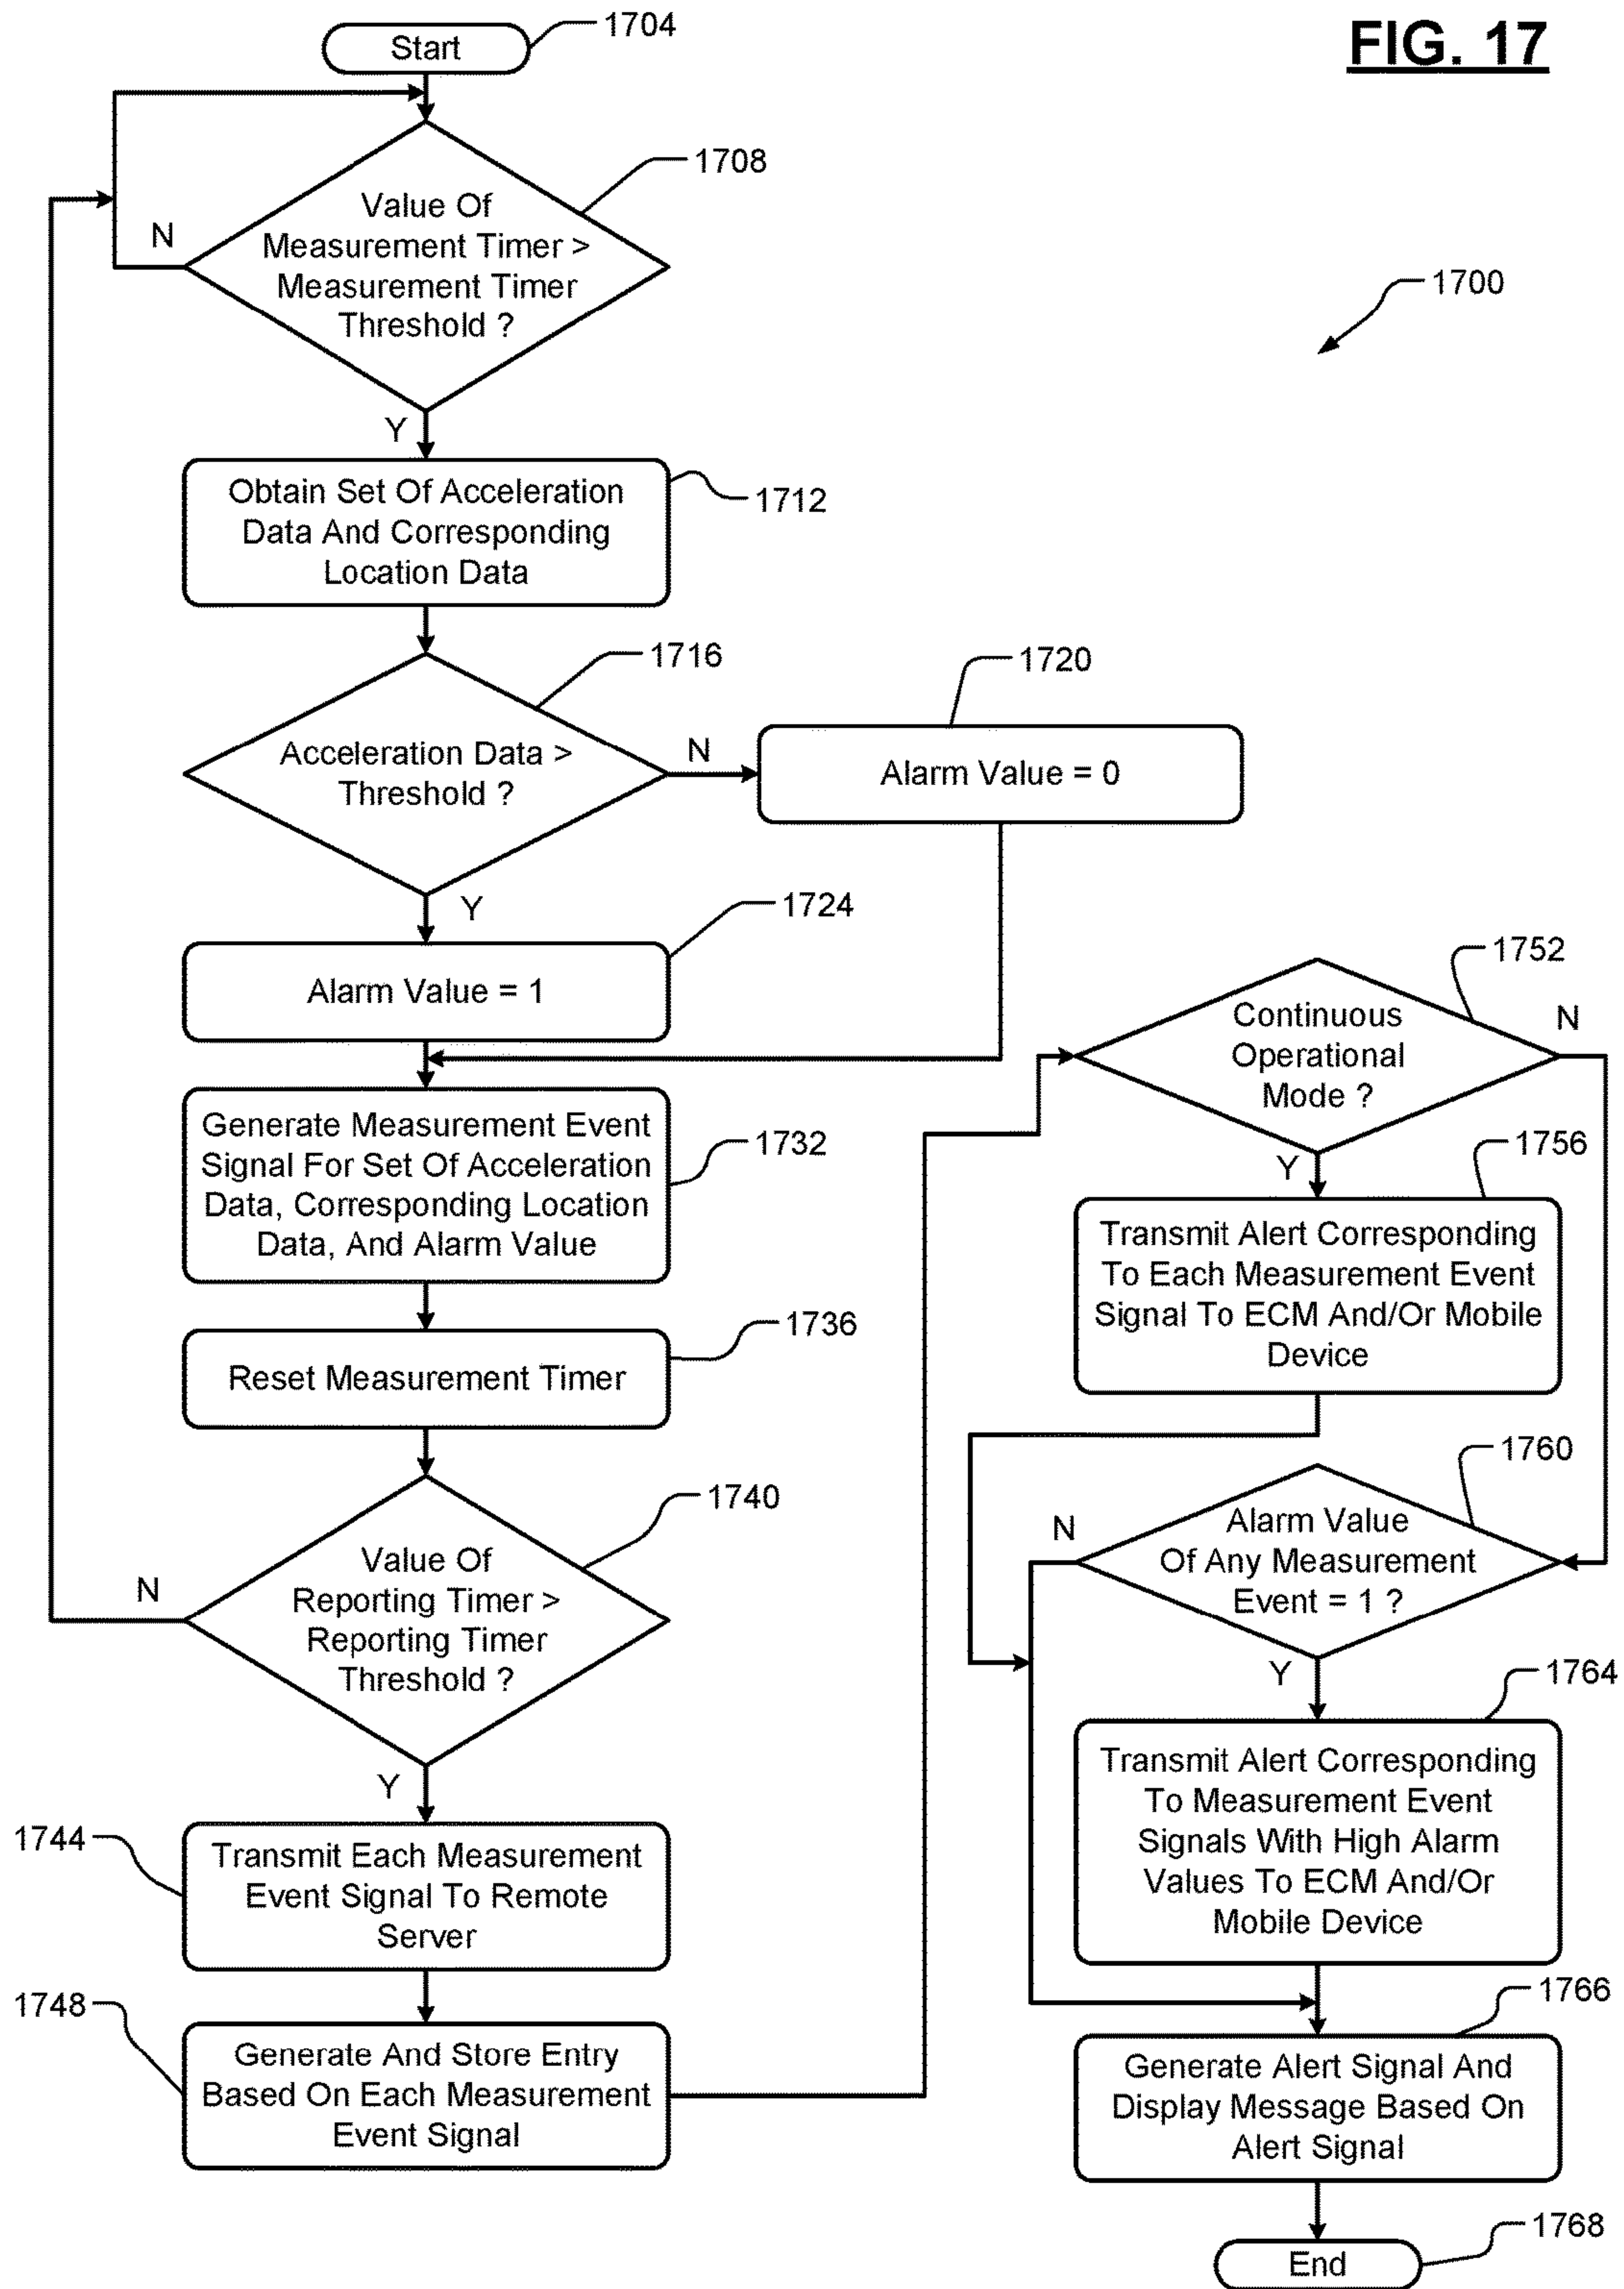 FIG. 17
1704
Start
1708
Value Of
Measurement Timer >
Measurement Timer
Threshold ?
N
Y
1700
Obtain Set Of Acceleration
Data And Corresponding
Location Data
1712
1716
Acceleration Data >
Threshold ?
N
Y
1720
Alarm Value = 0
1724
Alarm Value = 1
Generate Measurement Event
Signal For Set Of Acceleration
Data, Corresponding Location
Data, And Alarm Value
1732
1736
Reset Measurement Timer
1740
Value Of
Reporting Timer >
Reporting Timer
Threshold ?
N
Y
1744
Transmit Each Measurement
Event Signal To Remote
Server
1748
Generate And Store Entry
Based On Each Measurement
Event Signal
1752
Continuous
Operational
Mode ?
N
Y
1756
Transmit Alert Corresponding
To Each Measurement Event
Signal To ECM And/Or Mobile
Device
1760
Alarm Value
Of Any Measurement
Event = 1 ?
N
Y
1764
Transmit Alert Corresponding
To Measurement Event
Signals With High Alarm
Values To ECM And/Or
Mobile Device
1766
Generate Alert Signal And
Display Message Based On
Alert Signal
1768
End